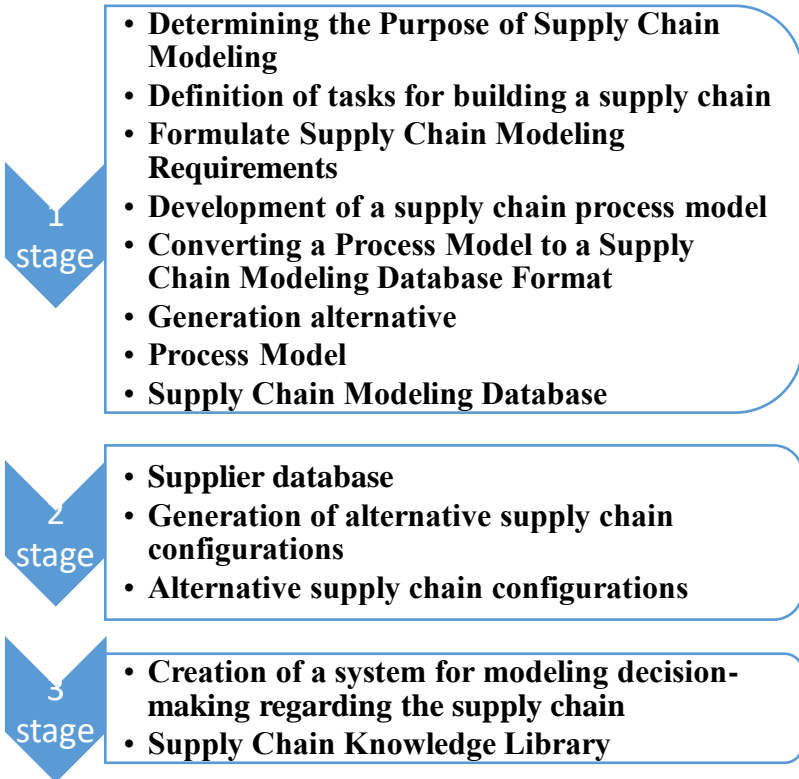 1
stage
• Determining the Purpose of Supply Chain
Modeling
• Definition of tasks for building a supply chain
• Formulate Supply Chain Modeling
Requirements
• Development of a supply chain process model
• Converting a Process Model to a Supply
Chain Modeling Database Format
• Generation alternative
• Process Model
• Supply Chain Modeling Database
2
stage
• Supplier database
• Generation of alternative supply chain
configurations
• Alternative supply chain configurations
3
stage
• Creation of a system for modeling decision-
making regarding the supply chain
• Supply Chain Knowledge Library